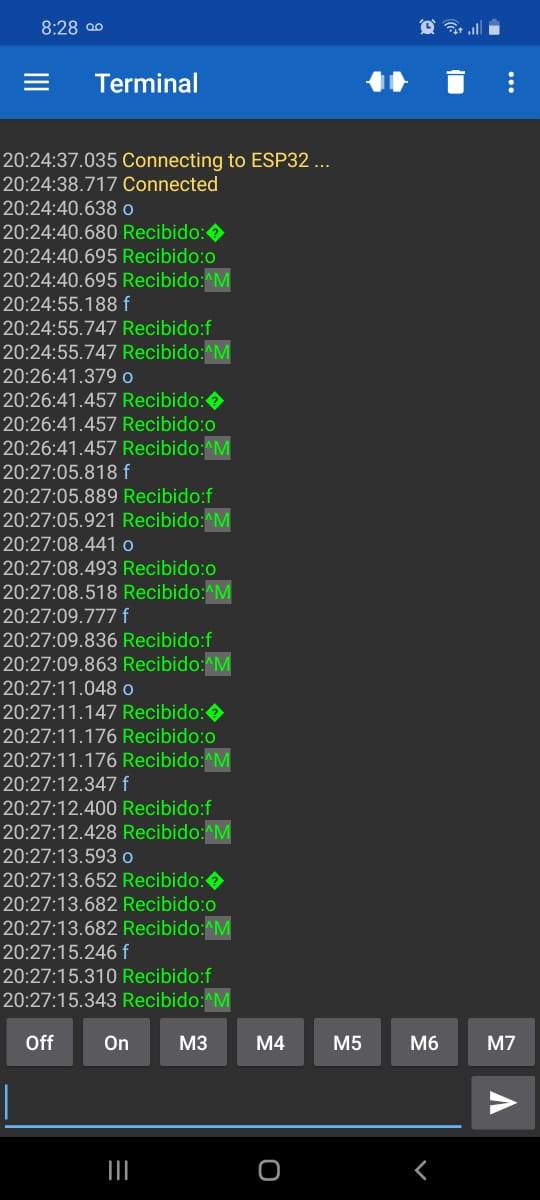 8:28
Terminal
20:24:37.035 Connecting to ESP32 ...
20:24:38.717 Connected
20:24:40.638 o
20:24:40.680 Recibido:�
20:24:40.695 Recibido:o
20:24:40.695 Recibido:^M
20:24:55.188 f
20:24:55.747 Recibido:f
20:24:55.747 Recibido:^M
20:26:41.379 o
20:26:41.457 Recibido:�
20:26:41.457 Recibido:o
20:26:41.457 Recibido:^M
20:27:05.818 f
20:27:05.889 Recibido:f
20:27:05.921 Recibido:^M
20:27:08.441 o
20:27:08.493 Recibido:o
20:27:08.518 Recibido:^M
20:27:09.777 f
20:27:09.836 Recibido:f
20:27:09.863 Recibido:^M
20:27:11.048 o
20:27:11.147 Recibido:�
20:27:11.176 Recibido:o
20:27:11.176 Recibido:^M
20:27:12.347 f
20:27:12.400 Recibido:f
20:27:12.428 Recibido:^M
20:27:13.593 o
20:27:13.652 Recibido:�
20:27:13.682 Recibido:o
20:27:13.682 Recibido:^M
20:27:15.246 f
20:27:15.310 Recibido:f
20:27:15.343 Recibido:^M
Off On M3 M4 M5 M6 M7